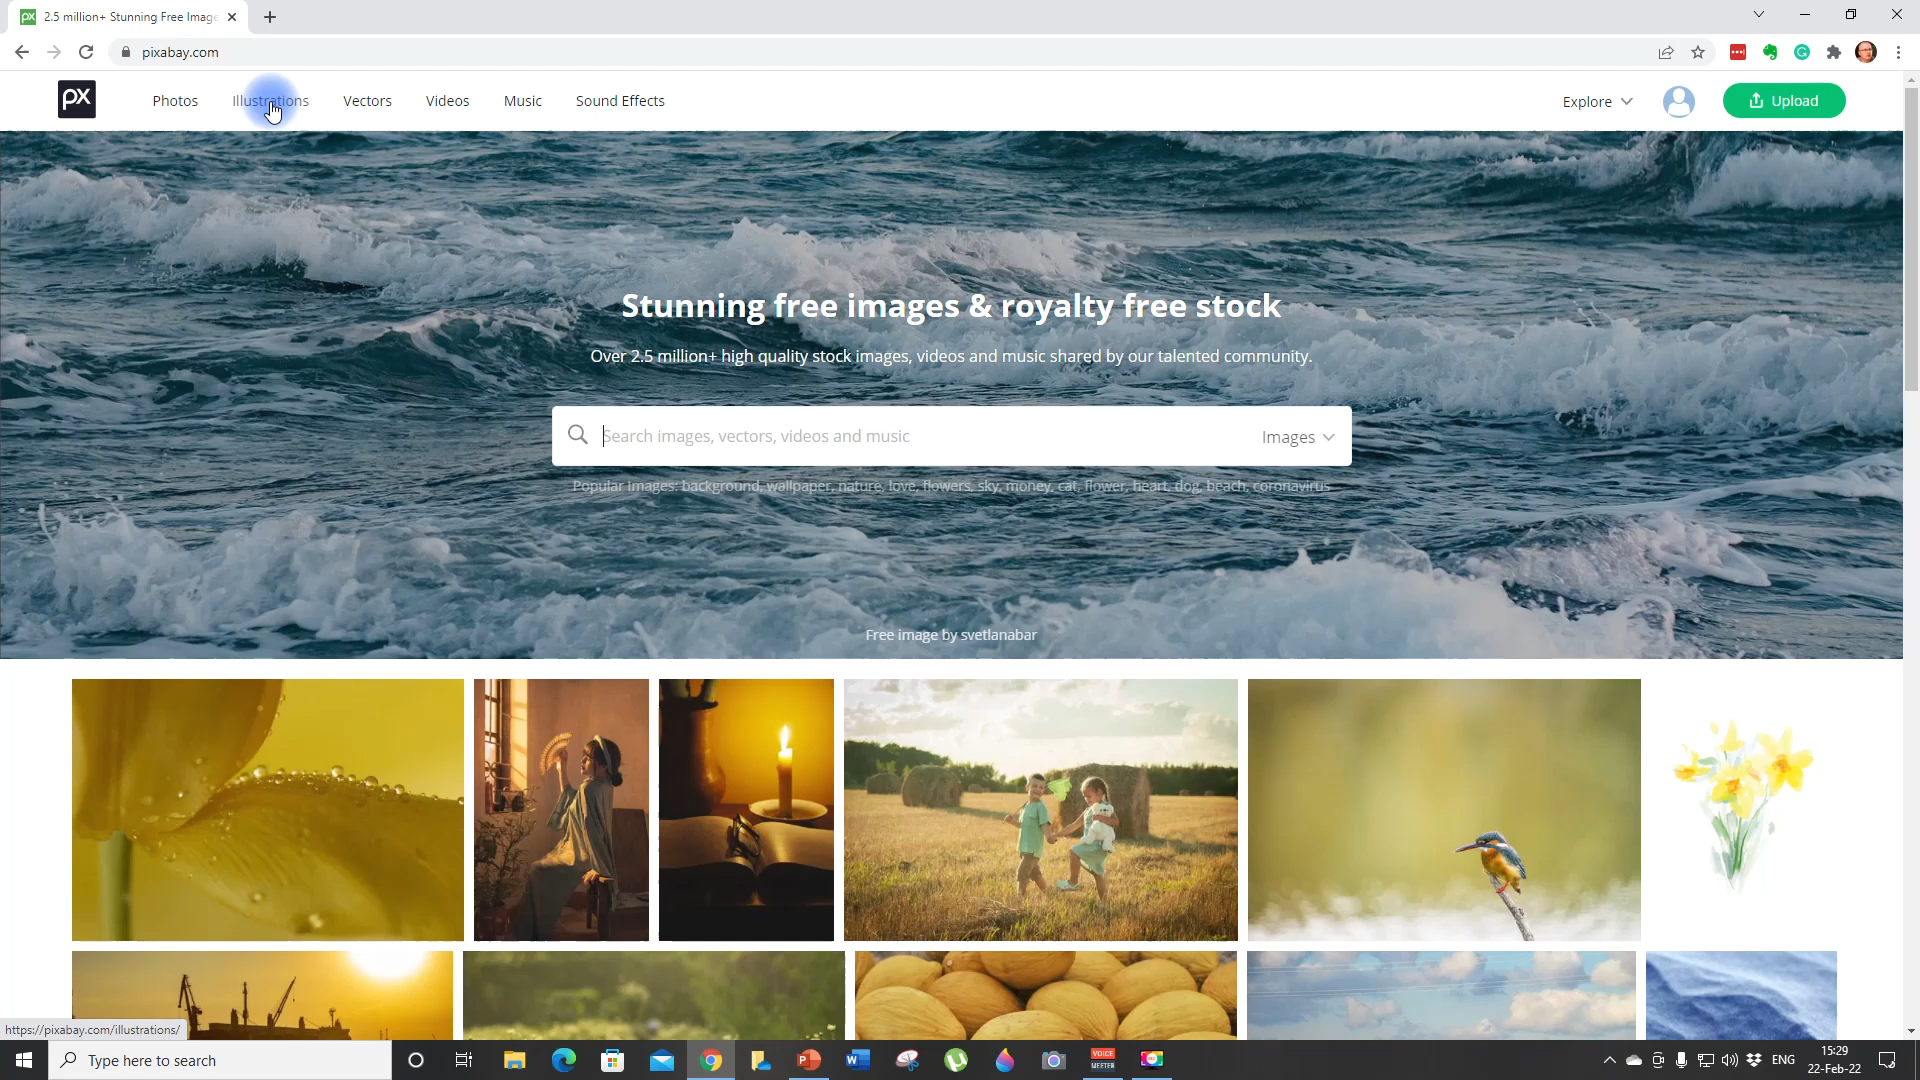 2.5 million+ Stunning Free Image
pixabay.com
px
Photos
Illustrations
Vectors
Videos
Music
Sound Effects
Explore
Upload
Stunning free images & royalty free stock
Over 2.5 million+ high quality stock images, videos and music shared by our talented community.
Search images, vectors, videos and music
Images
Popular Images: background, wallpaper, nature, love, flowers, sky, money, cat, flower, heart, dog, beach, coronavirus
Free image by svetlanabar
https://pixabay.com/illustrations/
Type here to search
VOICE
MEETER
ENG
15:29
22-Feb-22